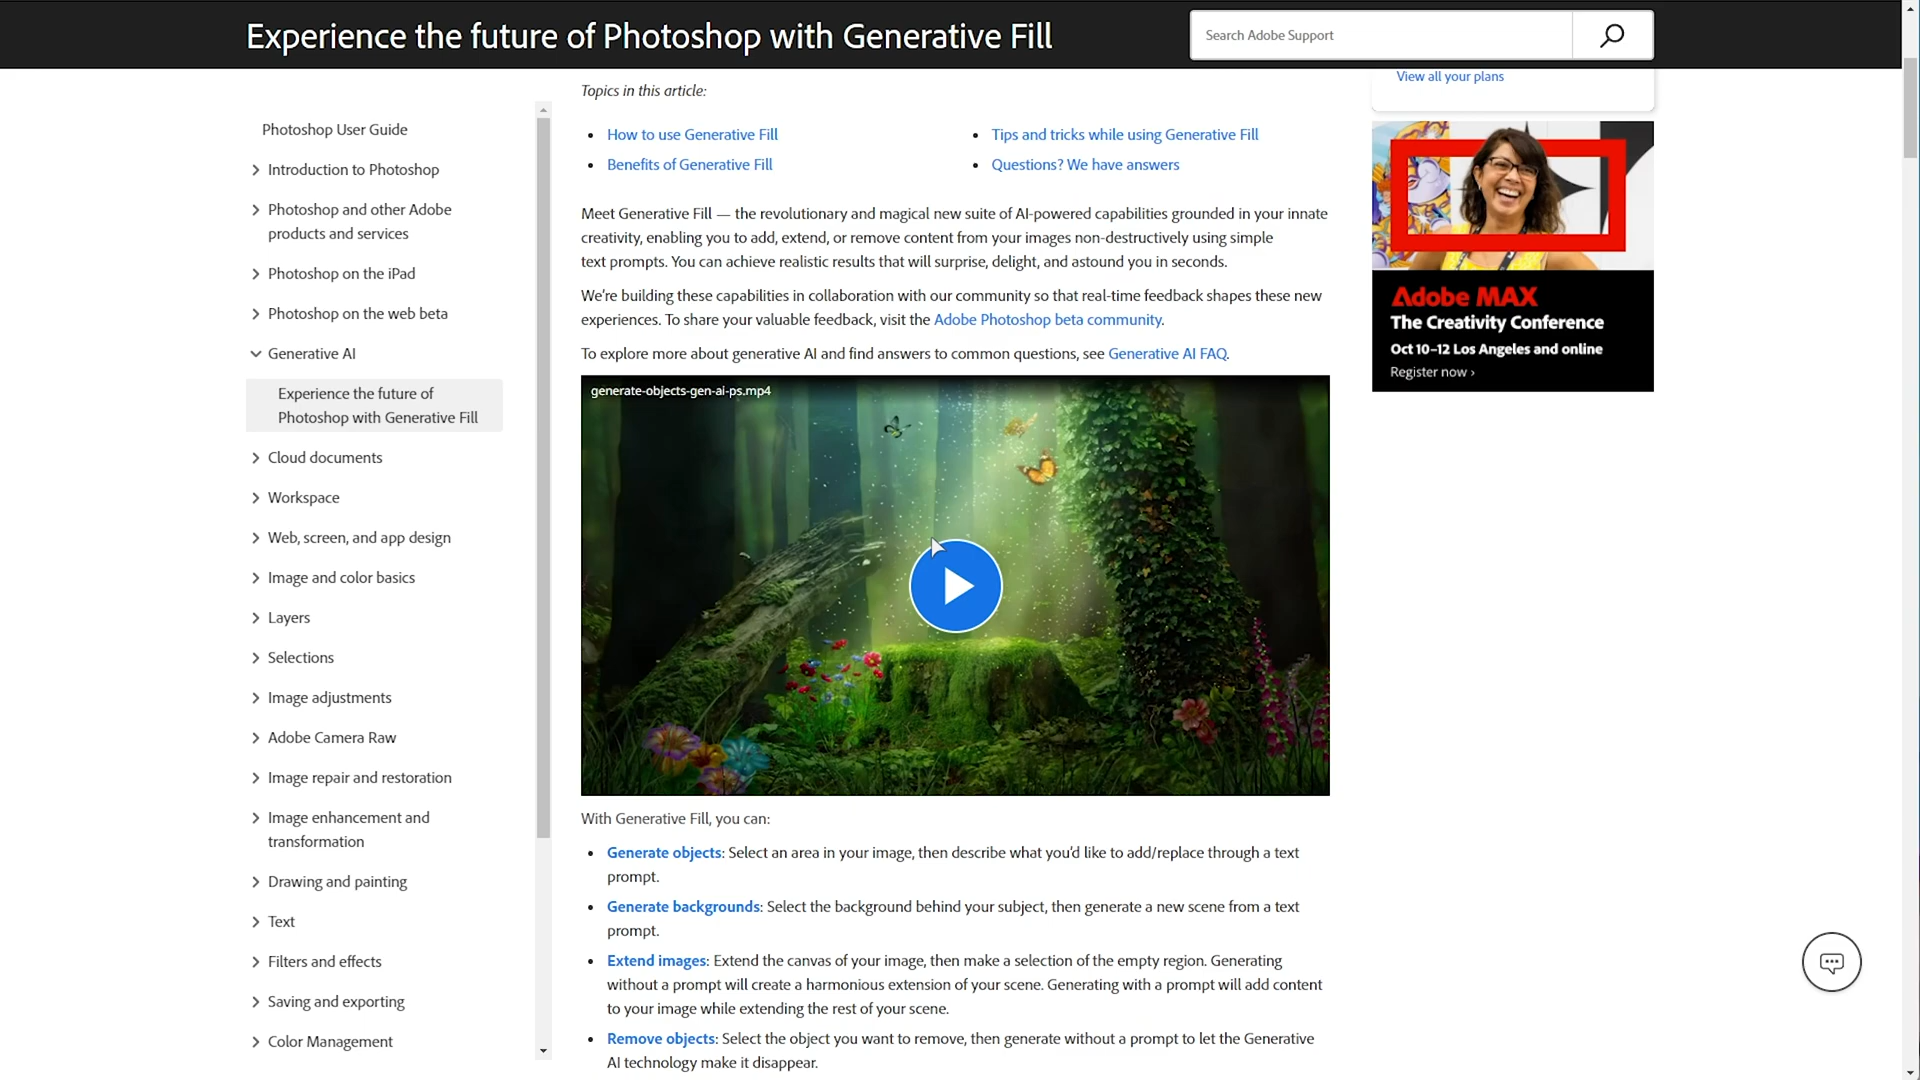 Experience the future of Photoshop with Generative Fill
Search Adobe Support
View all your plans
Photoshop User Guide
Introduction to Photoshop
Photoshop and other Adobe
products and services
Photoshop on the iPad
Photoshop on the web beta
Generative AI
Experience the future of
Photoshop with Generative Fill
Cloud documents
Workspace
Web, screen, and app design
Image and color basics
Layers
Selections
Image adjustments
Adobe Camera Raw
Image repair and restoration
Image enhancement and
transformation
Drawing and painting
Text
Filters and effects
Saving and exporting
Color Management
Topics in this article:
How to use Generative Fill
Benefits of Generative Fill
Tips and tricks while using Generative Fill
Questions? We have answers
Meet Generative Fill — the revolutionary and magical new suite of AI-powered capabilities grounded in your innate
creativity, enabling you to add, extend, or remove content from your images non-destructively using simple
text prompts. You can achieve realistic results that will surprise, delight, and astound you in seconds.
We're building these capabilities in collaboration with our community so that real-time feedback shapes these new
experiences. To share your valuable feedback, visit the Adobe Photoshop beta community.
To explore more about generative AI and find answers to common questions, see Generative AI FAQ.
generate-objects-gen-ai-ps.mp4
With Generative Fill, you can:
Generate objects: Select an area in your image, then describe what you'd like to add/replace through a text
prompt.
Generate backgrounds: Select the background behind your subject, then generate a new scene from a text
prompt.
Extend images: Extend the canvas of your image, then make a selection of the empty region. Generating
without a prompt will create a harmonious extension of your scene. Generating with a prompt will add content
to your image while extending the rest of your scene.
Remove objects: Select the object you want to remove, then generate without a prompt to let the Generative
AI technology make it disappear.
Adobe MAX
The Creativity Conference
Oct 10–12 Los Angeles and online
Register now ›